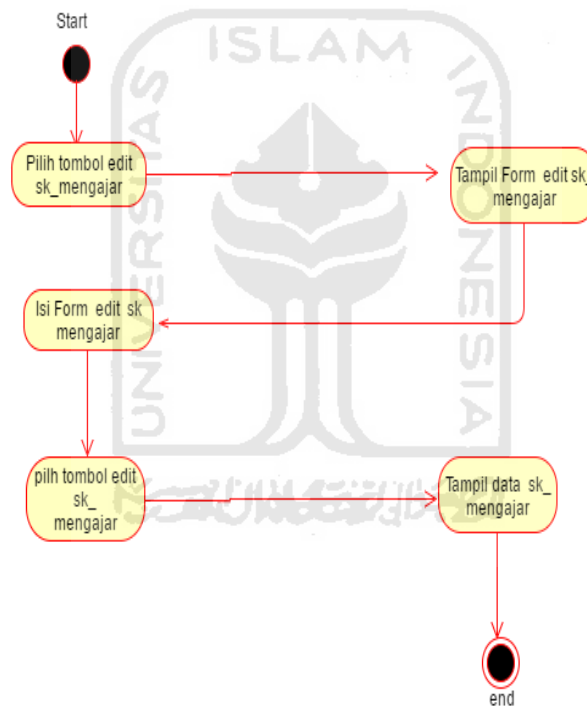 Start
ISLAM
UNIVERSITAS
INDONESIA
Pilih tombol edit
sk_mengajar
Tampil Form edit sk_
mengajar
Isi Form edit sk
mengajar
pilh tombol edit
sk_
mengajar
Tampil data sk_
mengajar
end